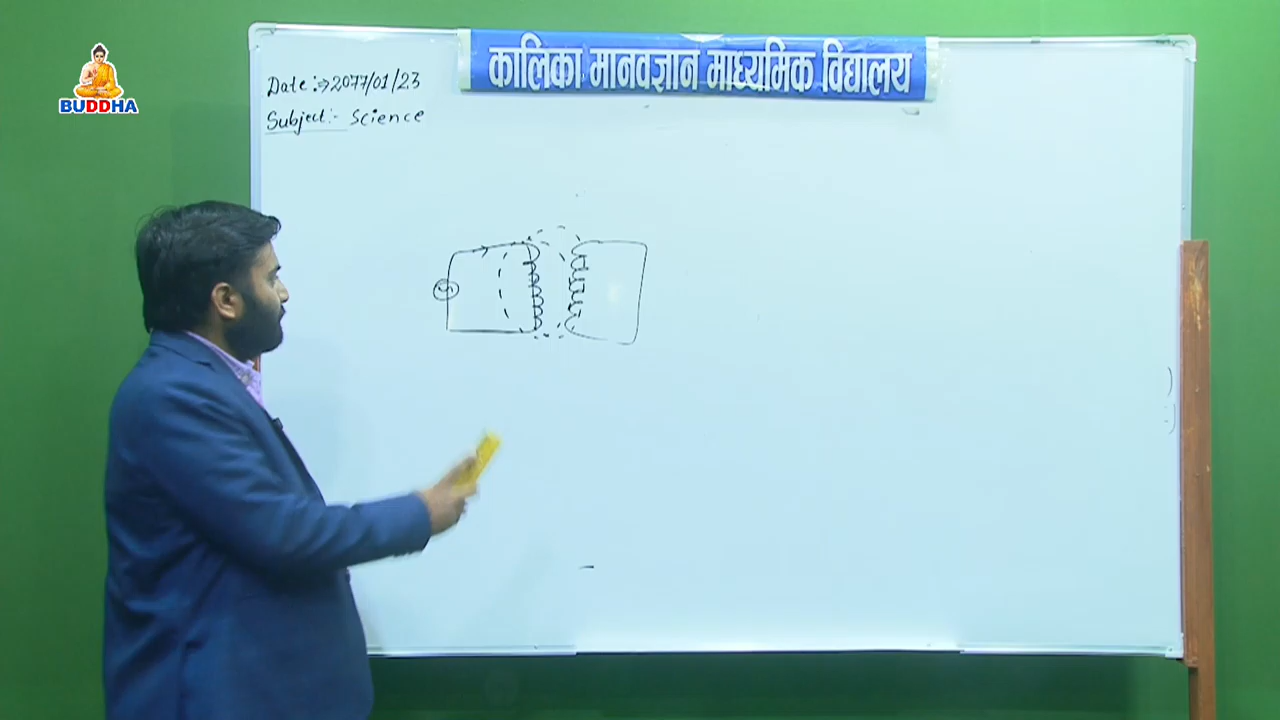 BUDDHA
कालिका मानवज्ञान माध्यमिक विद्यालय
Date:⇒2077/01/23
Subject:- Science